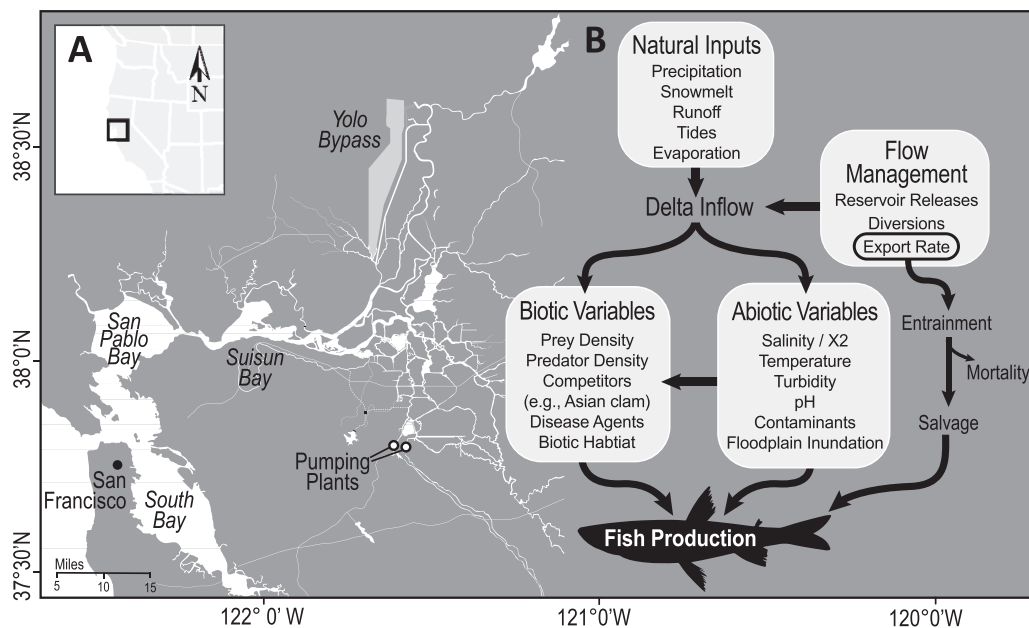 A
N
38°30'N
38°0'N
37°30'N
Yolo
Bypass
San
Pablo
Bay
Suisun
Bay
Pumping
Plants
San
Francisco
South
Bay
Miles
5 10 15
122° 0' W
121°0'W
120°0'W
B
Natural Inputs
Precipitation
Snowmelt
Runoff
Tides
Evaporation
Delta Inflow
Flow
Management
Reservoir Releases
Diversions
Export Rate
Biotic Variables
Prey Density
Predator Density
Competitors
(e.g., Asian clam)
Disease Agents
Biotic Habtiat
Abiotic Variables
Salinity / X2
Temperature
Turbidity
pH
Contaminants
Floodplain Inundation
Entrainment
Mortality
Salvage
Fish Production